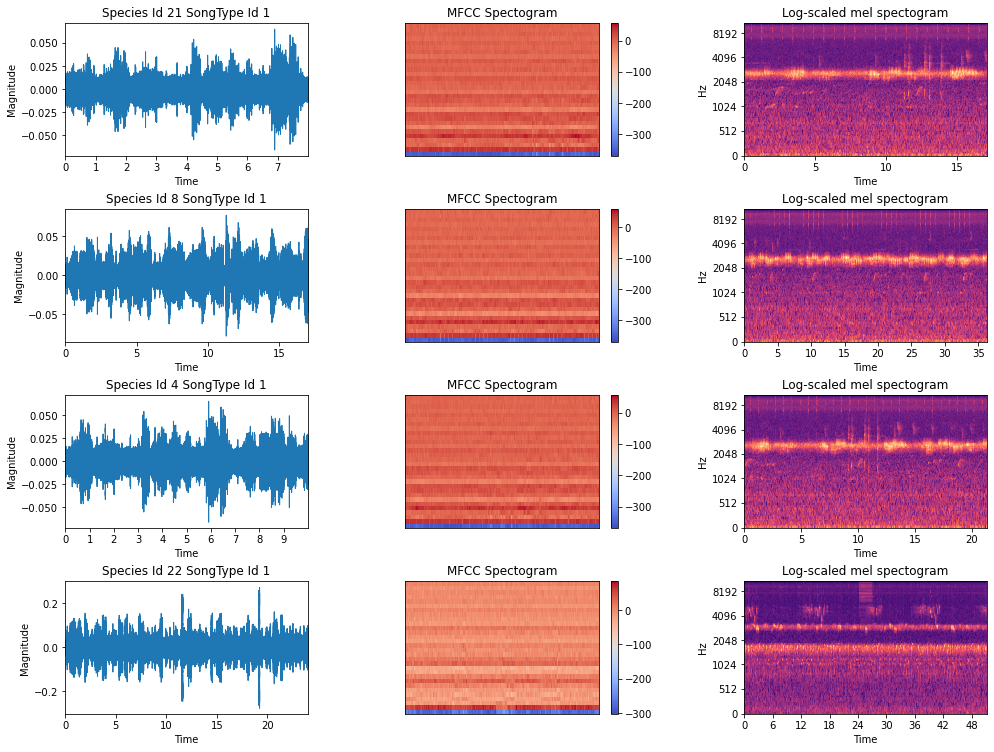 Species Id 21 SongType Id 1
MFCC Spectogram
Log-scaled mel spectogram
0.050
0.025
0.000
−0.025
−0.050
Magnitude
0 1 2 3 4 5 6 7
Time
0
−100
−200
−300
8192
4096
2048
1024
512
0
Hz
0 5 10 15
Time
Species Id 8 SongType Id 1
MFCC Spectogram
Log-scaled mel spectogram
0.05
0.00
−0.05
Magnitude
0 5 10 15
Time
0
−100
−200
−300
8192
4096
2048
1024
512
0
Hz
0 5 10 15 20 25 30 35
Time
Species Id 4 SongType Id 1
MFCC Spectogram
Log-scaled mel spectogram
0.050
0.025
0.000
−0.025
−0.050
Magnitude
0 1 2 3 4 5 6 7 8 9
Time
0
−100
−200
−300
8192
4096
2048
1024
512
0
Hz
0 5 10 15 20
Time
Species Id 22 SongType Id 1
MFCC Spectogram
Log-scaled mel spectogram
0.2
0.0
−0.2
Magnitude
0 5 10 15 20
Time
0
−100
−200
−300
8192
4096
2048
1024
512
0
Hz
0 6 12 18 24 30 36 42 48
Time